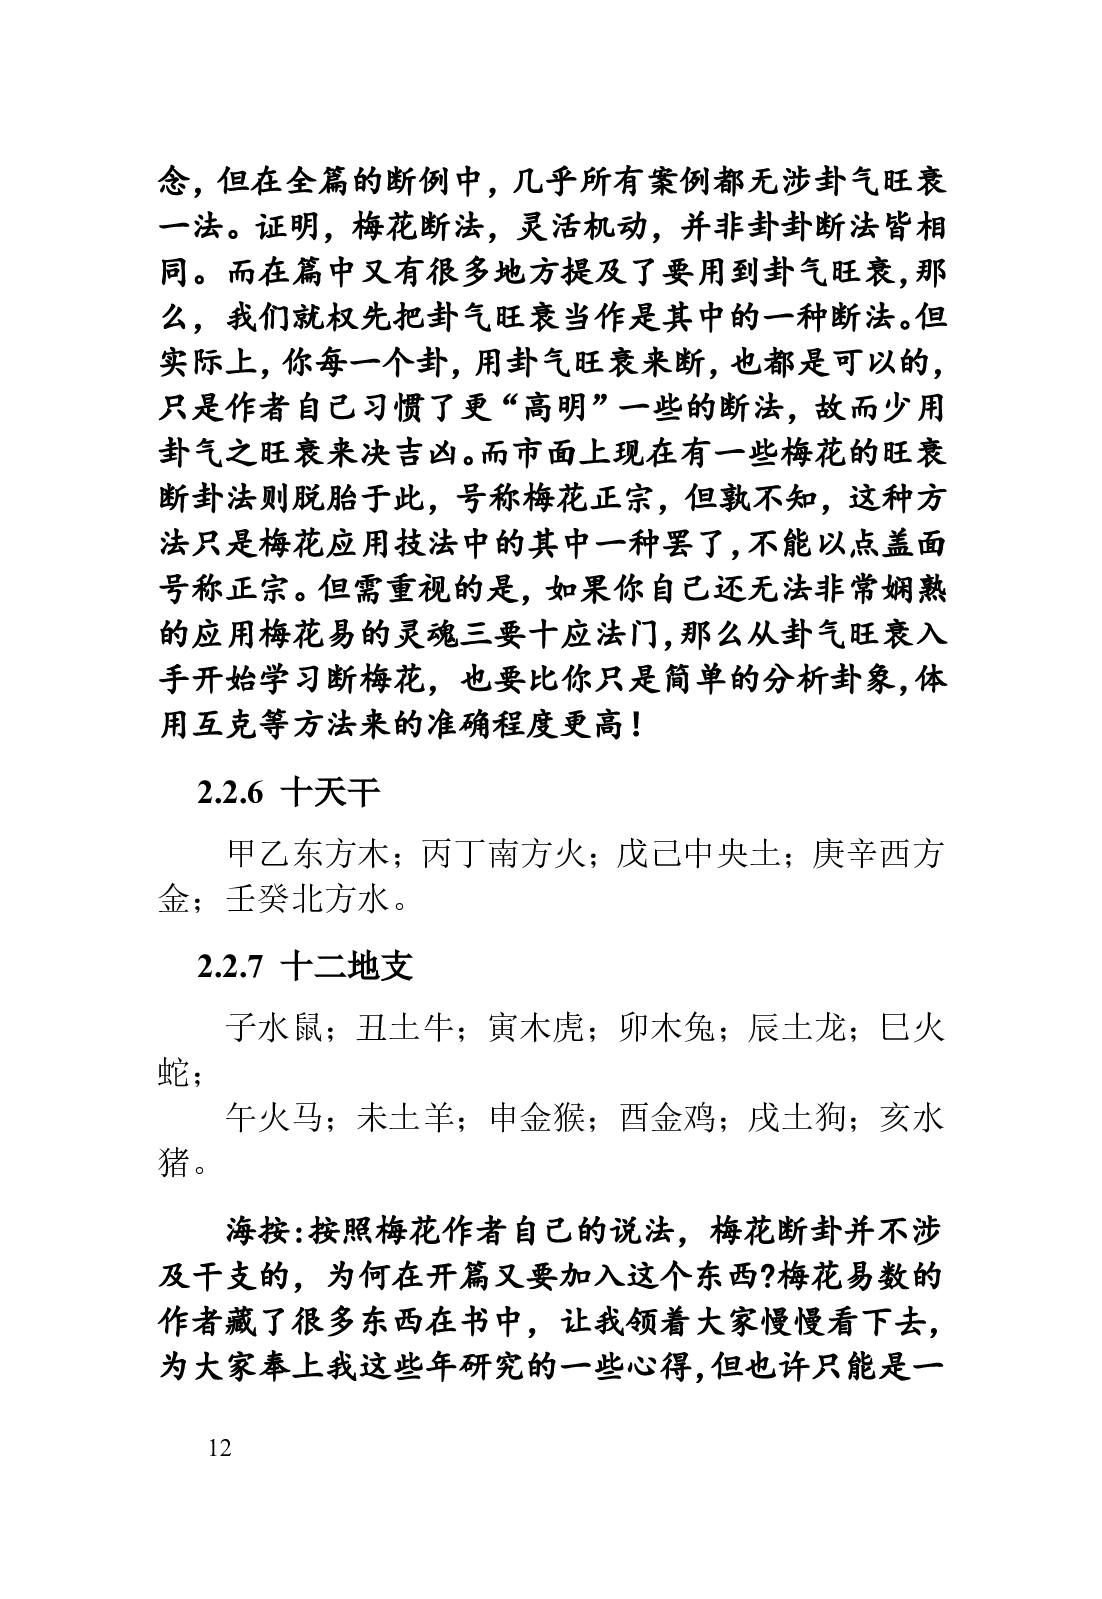 念，但在全篇的断例中，几乎所有案例都无涉卦气旺衰
一法。证明，梅花断法，灵活机动，并非卦卦断法皆相
同。而在篇中又有很多地方提及了要用到卦气旺衰，那
么，我们就权先把卦气旺衰当作是其中的一种断法。但
实际上，你每一个卦，用卦气旺衰来断，也都是可以的，
只是作者自己习惯了更“高明”一些的断法，故而少用
卦气之旺衰来决吉凶。而市面上现在有一些梅花的旺衰
断卦法则脱胎于此，号称梅花正宗，但孰不知，这种方
法只是梅花应用技法中的其中一种罢了，不能以点盖面
号称正宗。但需重视的是，如果你自己还无法非常娴熟
的应用梅花易的灵魂三要十应法门，那么从卦气旺衰入
手开始学习断梅花，也要比你只是简单的分析卦象，体
用互克等方法来的准确程度更高！
2.2.6 十天干
甲乙东方木；丙丁南方火；戊己中央土；庚辛西方
金；壬癸北方水。
2.2.7 十二地支
子水鼠；丑土牛；寅木虎；卯木兔；辰土龙；巳火
蛇；
午火马；未土羊；申金猴；酉金鸡；戌土狗；亥水
猪。
海按：按照梅花作者自己的说法，梅花断卦并不涉
及干支的，为何在开篇又要加入这个东西？梅花易数的
作者藏了很多东西在书中，让我领着大家慢慢看下去，
为大家奉上我这些年研究的一些心得，但也许只能是一
12